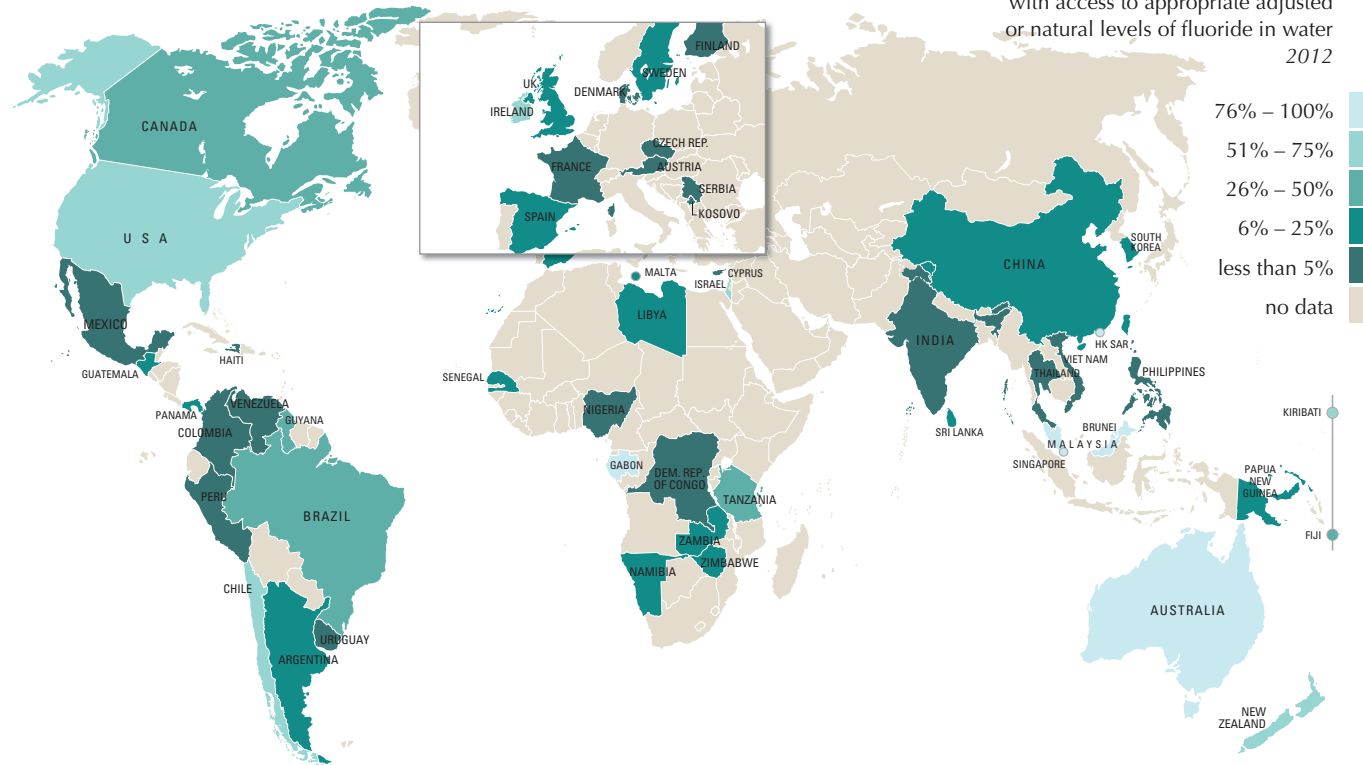 with access to appropriate adjusted
or natural levels of fluoride in water
2012
76% – 100%
51% – 75%
26% – 50%
6% – 25%
less than 5%
no data
CANADA
USA
MEXICO
GUATEMALA
HAITI
PANAMA
VENEZUELA
GUYANA
COLOMBIA
PERU
BRAZIL
CHILE
URUGUAY
ARGENTINA
FINLAND
SWEDEN
UK
DENMARK
IRELAND
CZECH REP.
FRANCE
AUSTRIA
SERBIA
KOSOVO
SPAIN
MALTA
CYPRUS
ISRAEL
LIBYA
SENEGAL
NIGERIA
GABON
DEM. REP.
OF CONGO
TANZANIA
ZAMBIA
ZIMBABWE
NAMIBIA
CHINA
SOUTH
KOREA
INDIA
HK SAR
VIET NAM
THAILAND
PHILIPPINES
SRI LANKA
BRUNEI
MALAYSIA
SINGAPORE
KIRIBATI
PAPUA
NEW
GUINEA
FIJI
AUSTRALIA
NEW
ZEALAND